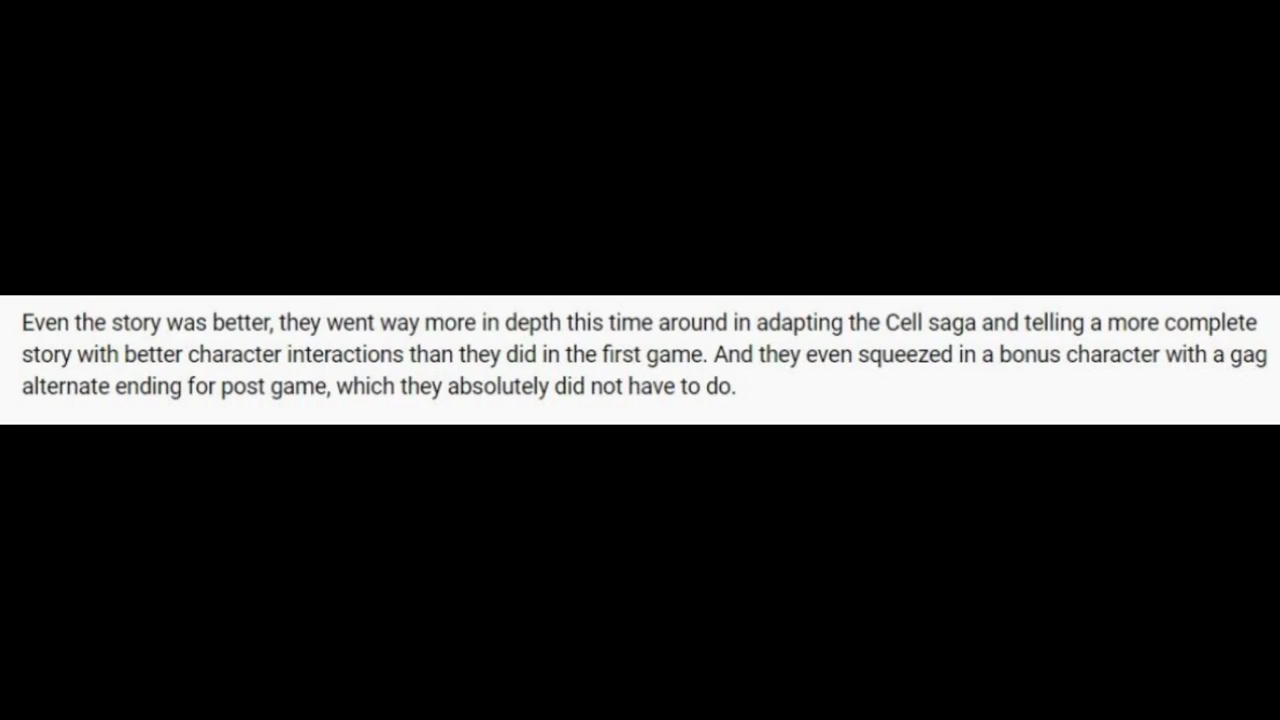 Even the story was better, they went way more in depth this time around in adapting the Cell saga and telling a more complete
story with better character interactions than they did in the first game. And they even squeezed in a bonus character with a gag
alternate ending for post game, which they absolutely did not have to do.